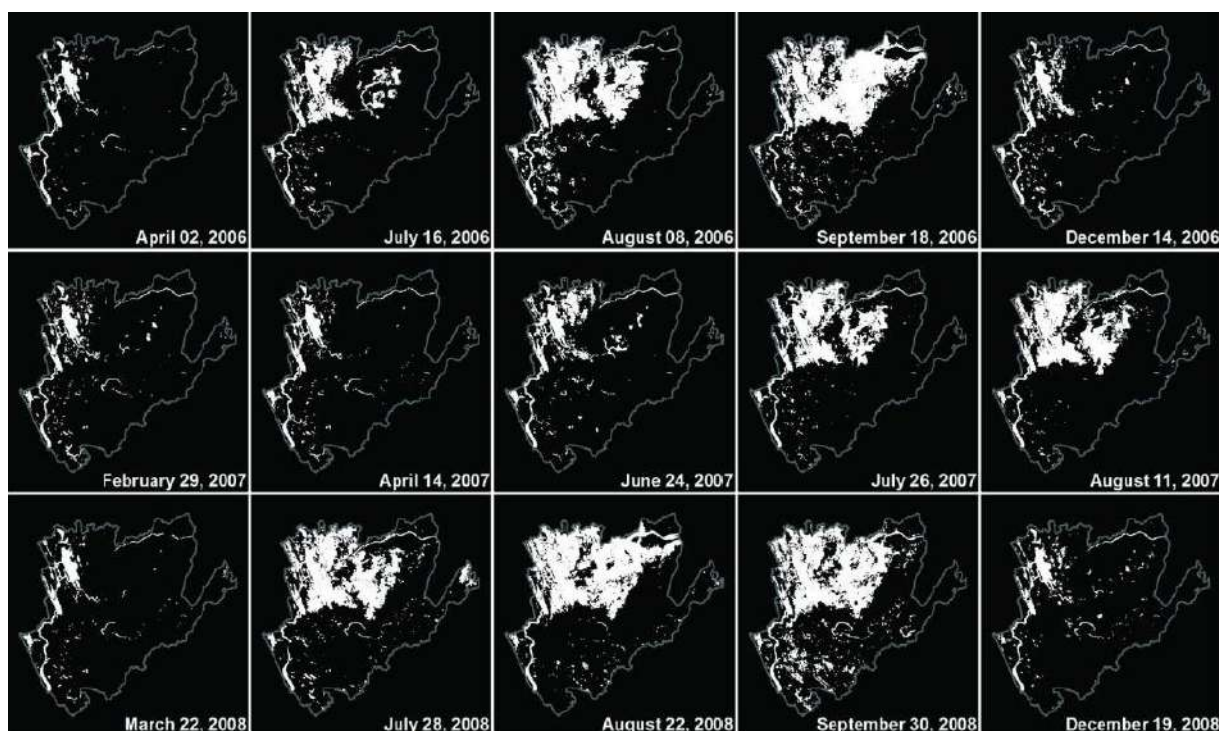 April 02, 2006
July 16, 2006
August 08, 2006
September 18, 2006
December 14, 2006
February 29, 2007
April 14, 2007
June 24, 2007
July 26, 2007
August 11, 2007
March 22, 2008
July 28, 2008
August 22, 2008
September 30, 2008
December 19, 2008